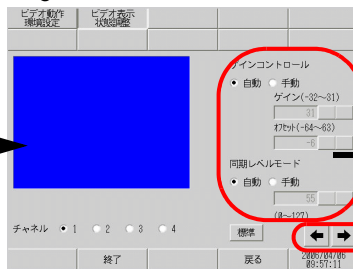 ビデオ動作
環境設定
ビデオ表示
状態調整
ゲインコントロール
自動 手動
ゲイン(-32～31)
31
オフセット(-64～63)
-6
同期レベルモード
自動 手動
55
(0～127)
チャネル 1 2 3 4
標準
終了
戻る
2006/04/06
09:57:11